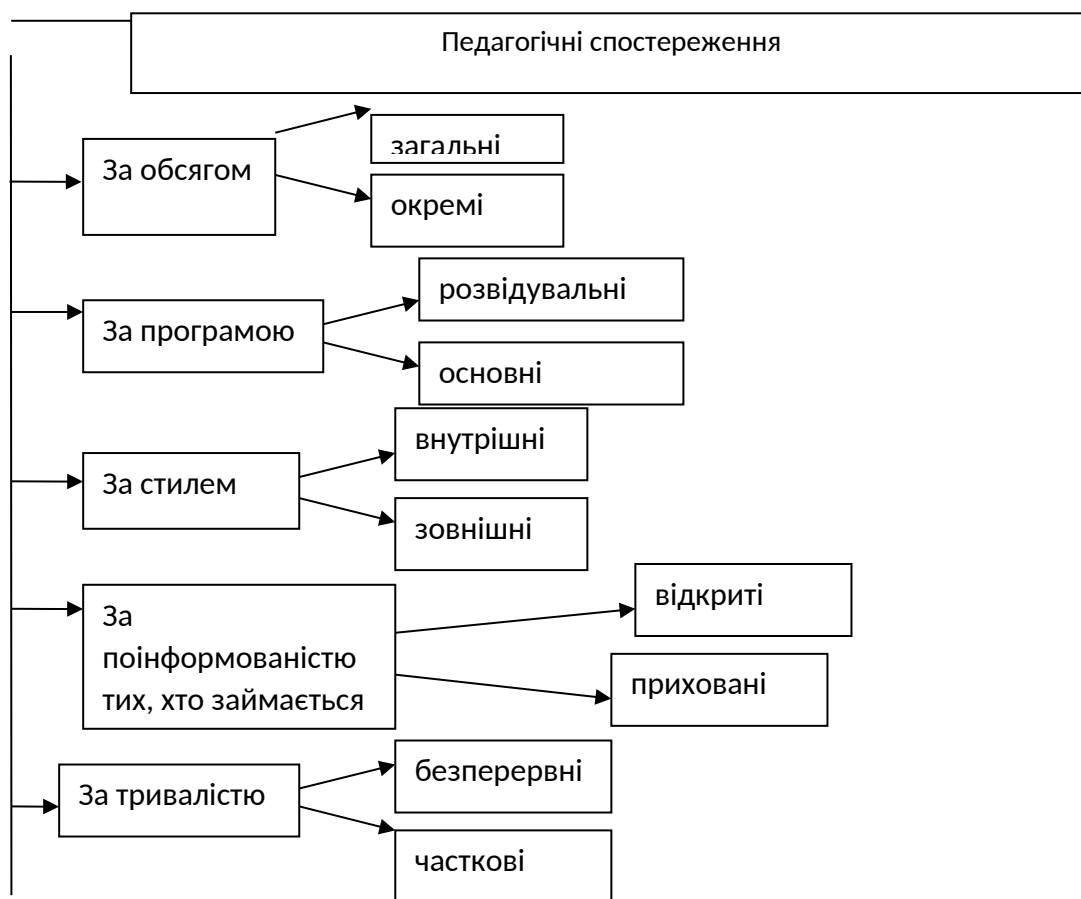 Педагогічні спостереження
загальні
За обсягом
окремі
розвідувальні
За програмою
основні
внутрішні
За стилем
зовнішні
відкриті
За
поінформованістю
тих, хто займається
приховані
безперервні
За тривалістю
часткові